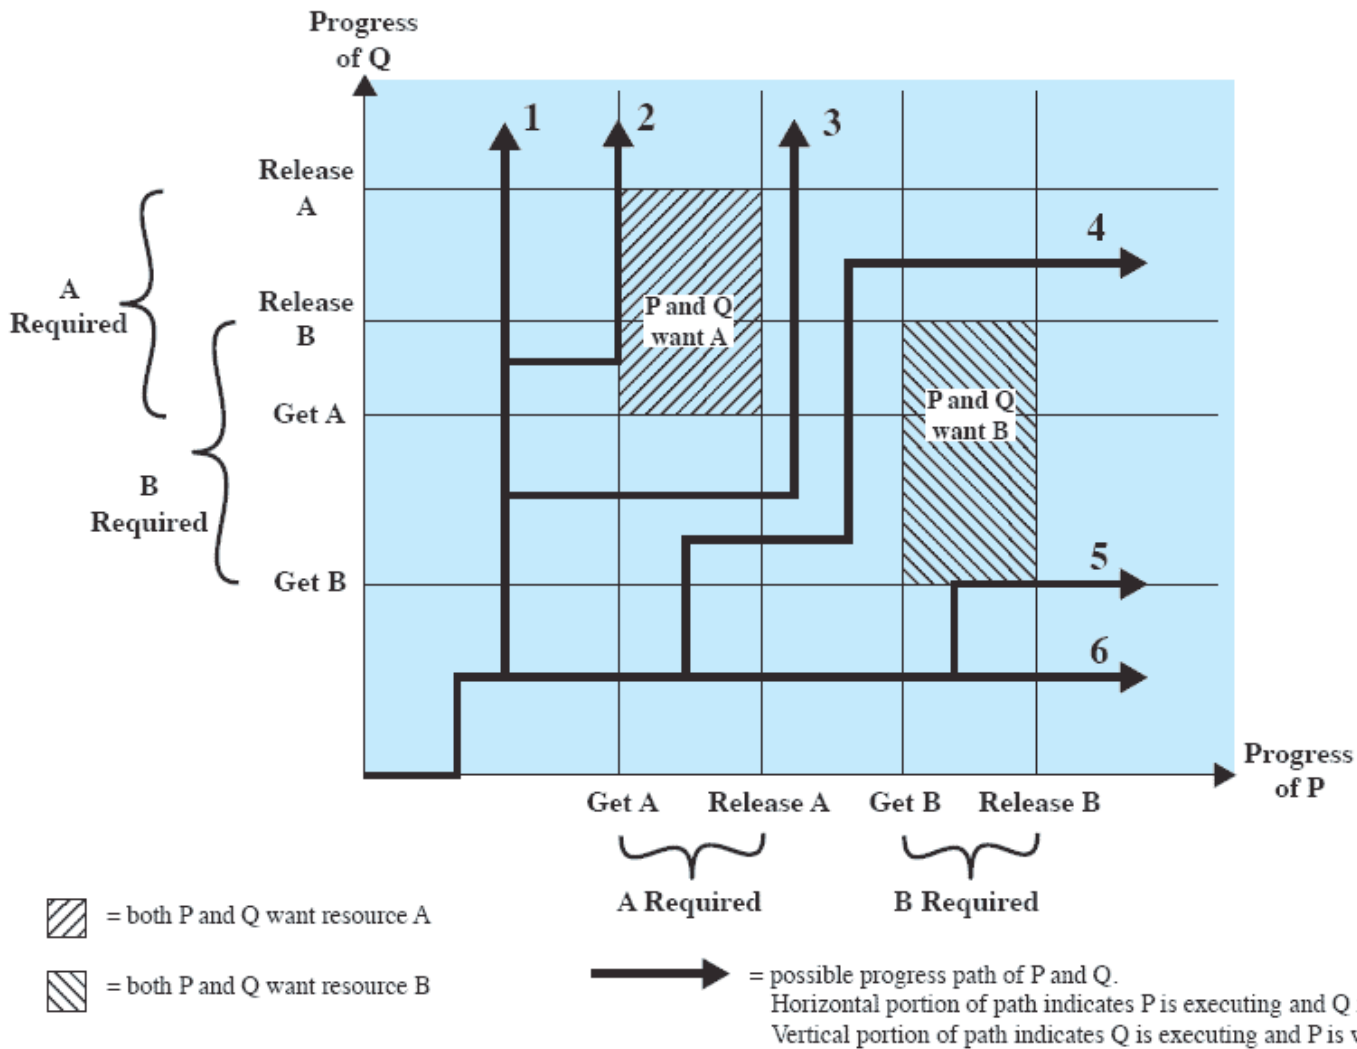 Progress
of Q
1
2
3
Release
A
4
A
Required
Release
B
P and Q
want A
Get A
P and Q
want B
B
Required
5
Get B
6
Progress
of P
Get A
Release A
Get B
Release B
A Required
B Required
= both P and Q want resource A
= possible progress path of P and Q.
= both P and Q want resource B
Horizontal portion of path indicates P is executing and Q
Vertical portion of path indicates Q is executing and P is